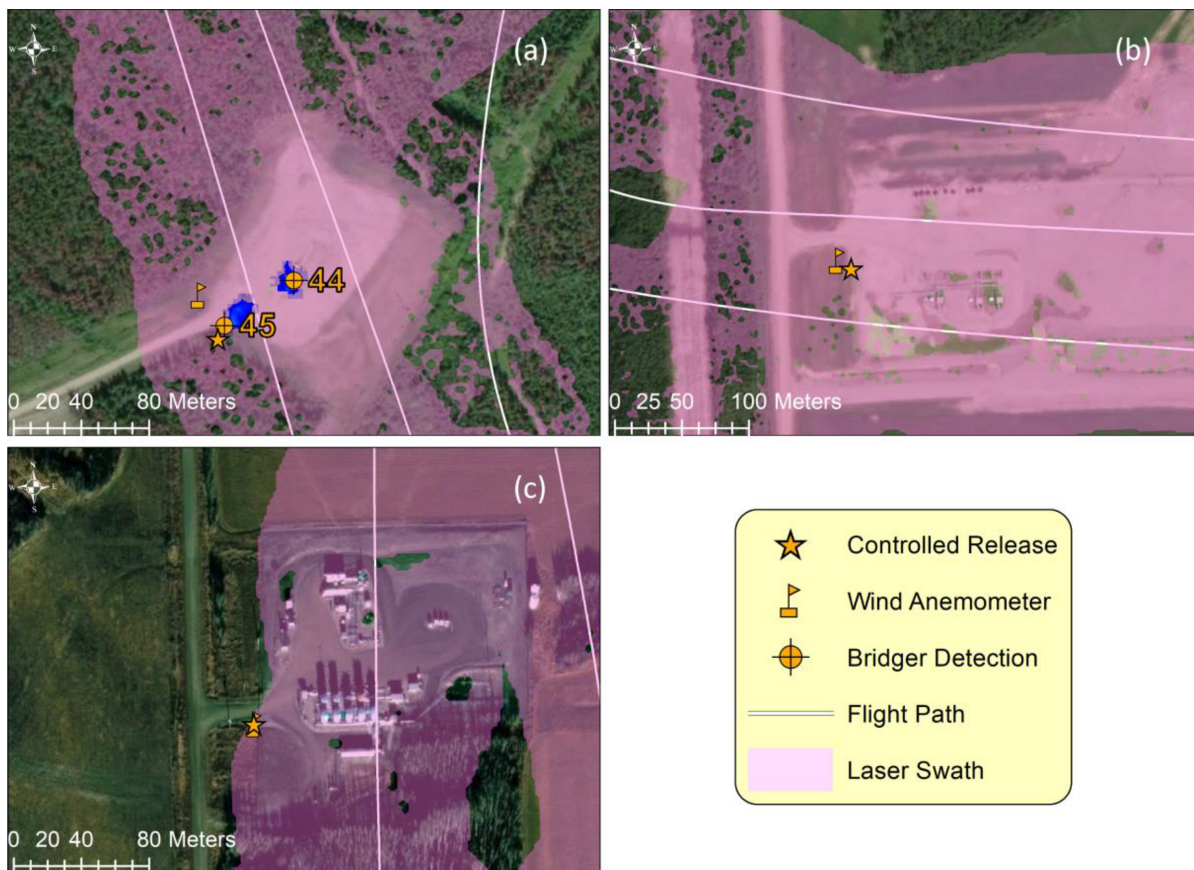 N
W E
S
(a)
44
45
0 20 40 80 Meters
N
W E
S
(b)
0 25 50 100 Meters
N
W E
S
(c)
0 20 40 80 Meters
Controlled Release
Wind Anemometer
Bridger Detection
Flight Path
Laser Swath